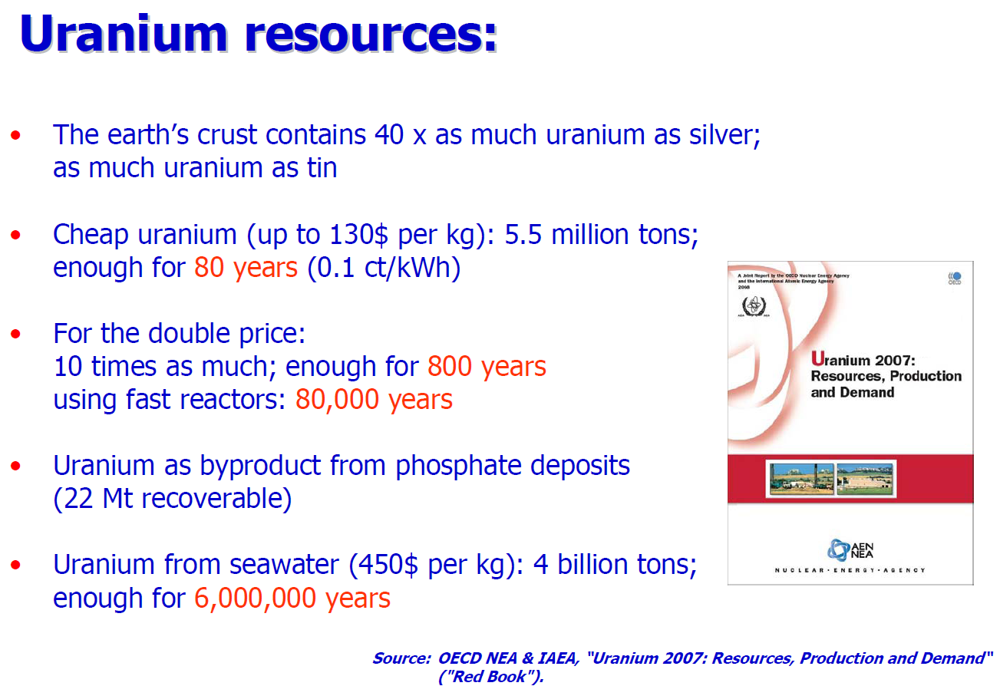 Uranium resources:
• The earth’s crust contains 40 x as much uranium as silver;
as much uranium as tin
• Cheap uranium (up to 130$ per kg): 5.5 million tons;
enough for 80 years (0.1 ct/kWh)
• For the double price:
10 times as much; enough for 800 years
using fast reactors: 80,000 years
• Uranium as byproduct from phosphate deposits
(22 Mt recoverable)
• Uranium from seawater (450$ per kg): 4 billion tons;
enough for 6,000,000 years
A Joint Report by the OECD Nuclear Energy Agency
and the International Atomic Energy Agency
2008
OECD
IAEA
Uranium 2007:
Resources, Production
and Demand
AEN
NEA
NUCLEAR • ENERGY • AGENCY
Source: OECD NEA & IAEA, “Uranium 2007: Resources, Production and Demand“
("Red Book").